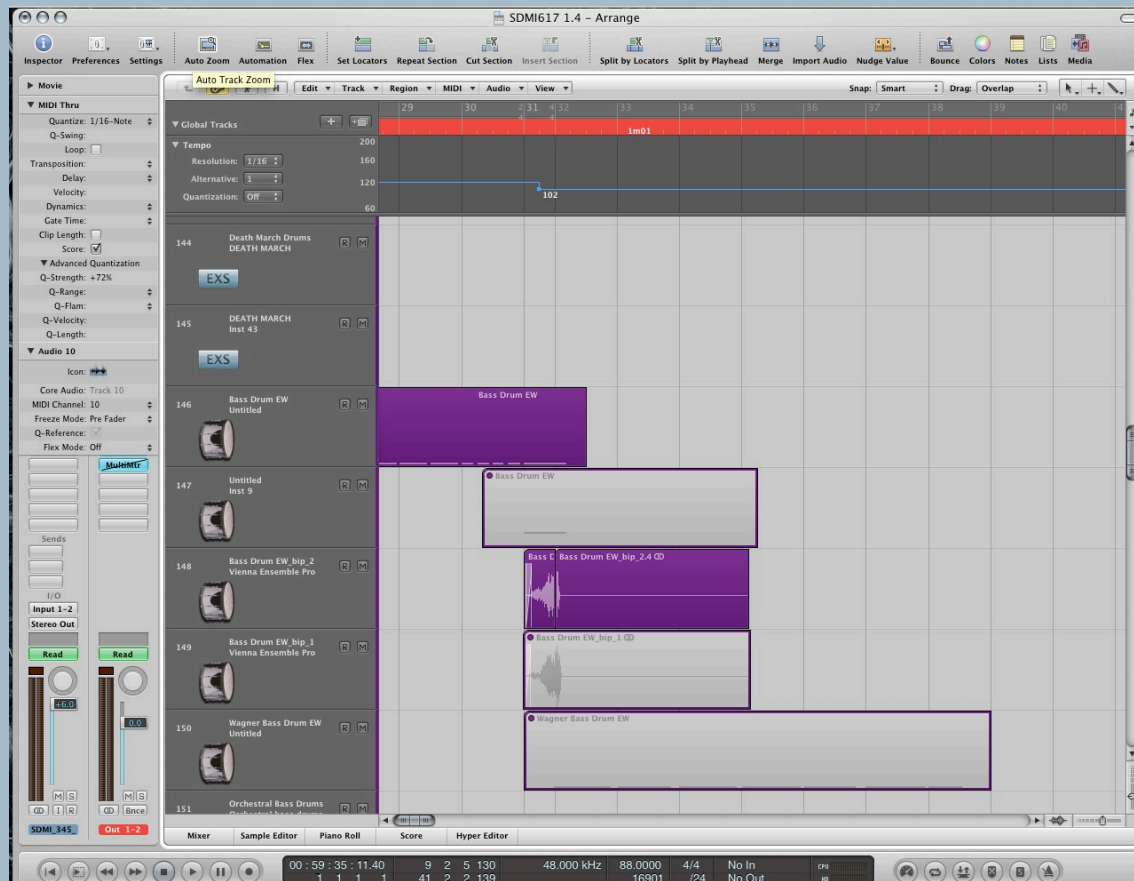 SDMI617 1.4 – Arrange
Inspector Preferences Settings Auto Zoom Automation Flex Set Locators Repeat Section Cut Section Insert Section Split by Locators Split by Playhead Merge Import Audio Nudge Value Bounce Colors Notes Lists Media
Auto Track Zoom
Movie
Edit Track Region MIDI Audio View Snap: Smart Drag: Overlap
MIDI Thru
Quantize: 1/16-Note
Q-Swing:
Loop:
Transposition:
Delay:
Velocity:
Dynamics:
Gate Time:
Clip Length:
Score:
Advanced Quantization
Q-Strength: +72%
Q-Range:
Q-Flam:
Q-Velocity:
Q-Length:
Audio 10
Icon:
Core Audio: Track 10
MIDI Channel: 10
Freeze Mode: Pre Fader
Q-Reference:
Flex Mode: Off
MultiMtr
Sends
I/O
Input 1-2
Stereo Out
Read Read
+6.0
0.0
M S M S
I R Bnce
SDMI_345_ Out 1-2
29 30 31 32 33 34 35 36 37 38 39 40 41
Global Tracks
1m01
Tempo
Resolution: 1/16
Alternative: 1
Quantization: Off
200
160
120
60
102
144 Death March Drums R M
DEATH MARCH
EXS
145 DEATH MARCH R M
Inst 43
EXS
146 Bass Drum EW R M
Untitled
Bass Drum EW
147 Untitled R M
Inst 9
Bass Drum EW
148 Bass Drum EW_bip_2 R M
Vienna Ensemble Pro
Bass D Bass Drum EW_bip_2.4
149 Bass Drum EW_bip_1 R M
Vienna Ensemble Pro
Bass Drum EW_bip_1
150 Wagner Bass Drum EW R M
Untitled
Wagner Bass Drum EW
151 Orchestral Bass Drums R M
Mixer Sample Editor Piano Roll Score Hyper Editor
00 : 59 : 35 : 11.40 9 2 5 130 48.000 kHz 88.0000 4/4 No In CPU
1 1 1 1 41 2 2 139 16901 /24 No Out